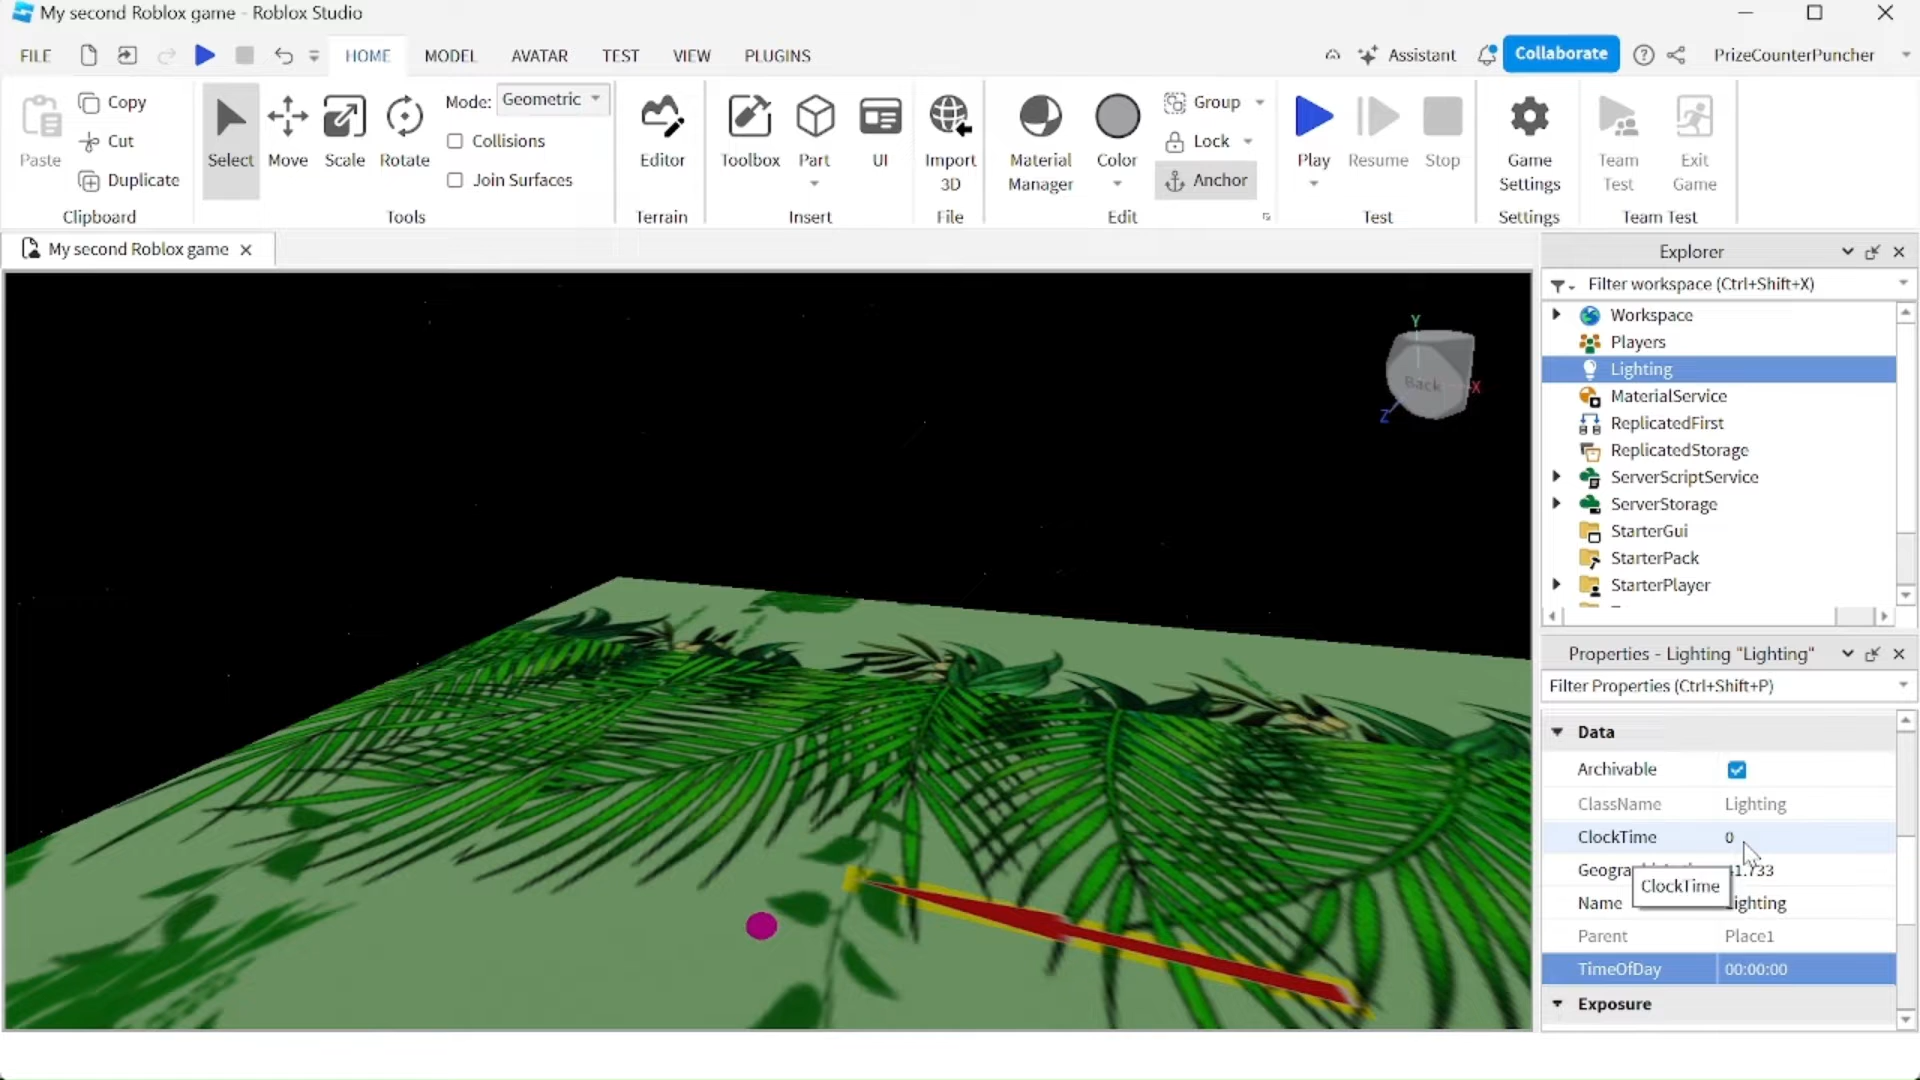 My second Roblox game - Roblox Studio
FILE HOME MODEL AVATAR TEST VIEW PLUGINS Assistant Collaborate PrizeCounterPuncher
Paste Copy Cut Duplicate
Clipboard
Select Move Scale Rotate
Mode: Geometric
Collisions
Join Surfaces
Tools
Editor
Terrain
Toolbox Part UI
Insert
Import 3D
File
Material Manager Color
Group
Lock
Anchor
Edit
Play Resume Stop
Test
Game Settings
Settings
Team Test Exit Game
Team Test
My second Roblox game
Y
Back
X
Z
Explorer
Filter workspace (Ctrl+Shift+X)
Workspace
Players
Lighting
MaterialService
ReplicatedFirst
ReplicatedStorage
ServerScriptService
ServerStorage
StarterGui
StarterPack
StarterPlayer
Properties - Lighting "Lighting"
Filter Properties (Ctrl+Shift+P)
Data
Archivable
ClassName Lighting
ClockTime 0
1.733
ClockTime
Name ighting
Parent Place1
TimeOfDay 00:00:00
Exposure